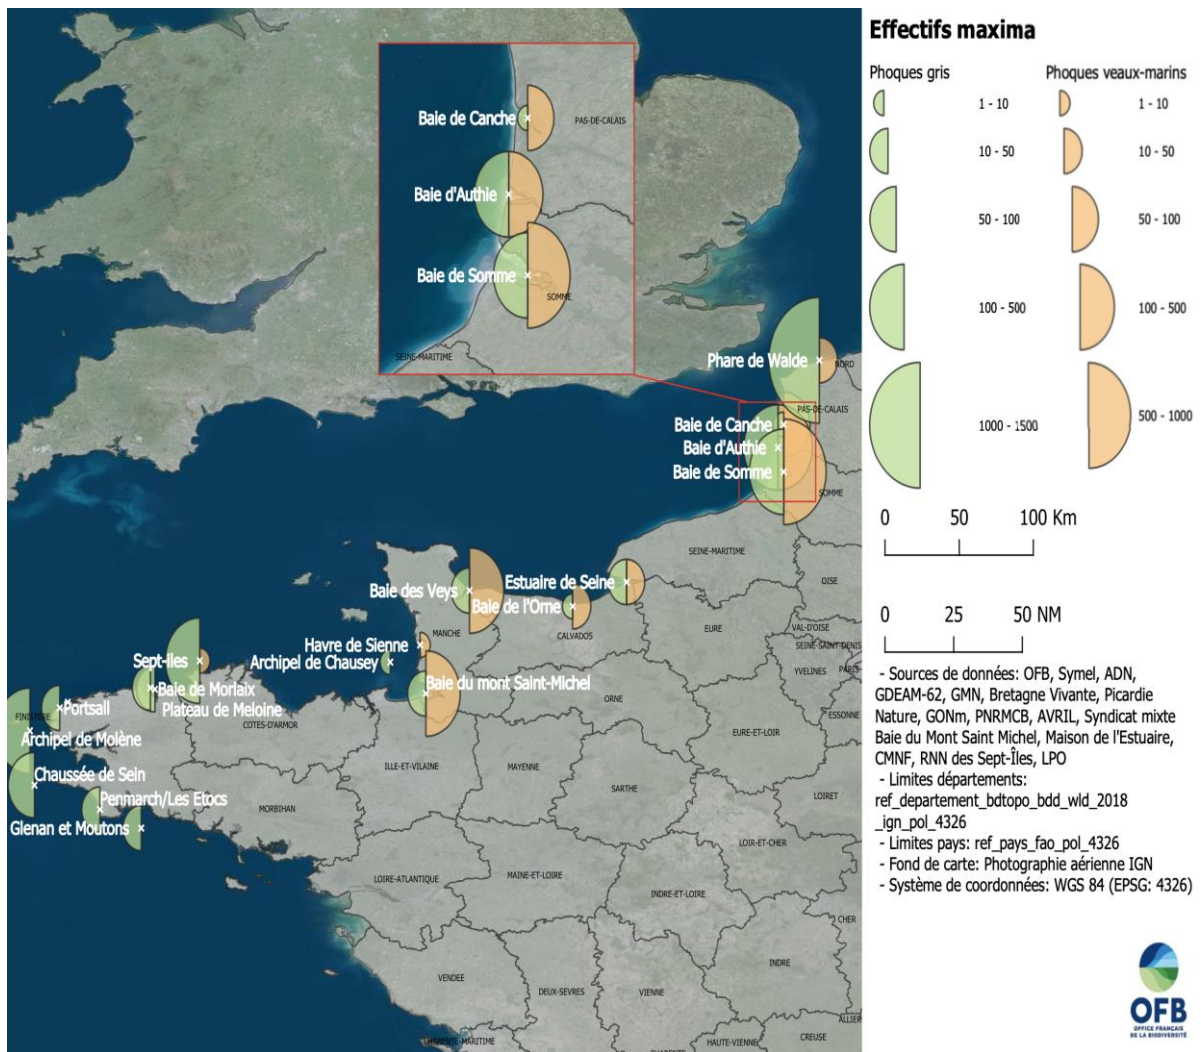 Baie de Canche
PAS-DE-CALAIS
Baie d'Authie
Baie de Somme
SOMME
SEINE-MARITIME
Phare de Walde
NORD
PAS-DE-CALAIS
Baie de Canche
Baie d'Authie
Baie de Somme
SOMME
SEINE-MARITIME
OISE
Estuaire de Seine
Baie des Veys
Baie de l'Orne
CALVADOS
EURE
VAL-D'OISE
SEINE-SAINT-DENIS
YVELINES
PARIS
ESSONNE
MANCHE
Havre de Sienne
Archipel de Chausey
Baie du mont Saint-Michel
ORNE
EURE-ET-LOIR
Sept-Iles
Baie de Morlaix
Plateau de Meloine
Portsall
FINISTERE
Archipel de Molène
COTES-D'ARMOR
ILLE-ET-VILAINE
MAYENNE
SARTHE
LOIRET
Chaussée de Sein
Penmarch/Les Etocs
Glenan et Moutons
MORBIHAN
LOIR-ET-CHER
LOIRE-ATLANTIQUE
MAINE-ET-LOIRE
INDRE-ET-LOIRE
CHER
VENDEE
DEUX-SEVRES
VIENNE
INDRE
ALLIER
CHARENTE-MARITIME
CHARENTE
HAUTE-VIENNE
CREUSE
Effectifs maxima
Phoques gris
Phoques veaux-marins
1 - 10
1 - 10
10 - 50
10 - 50
50 - 100
50 - 100
100 - 500
100 - 500
1000 - 1500
500 - 1000
0 50 100 Km
0 25 50 NM
- Sources de données: OFB, Symel, ADN,
GDEAM-62, GMN, Bretagne Vivante, Picardie
Nature, GONm, PNRMCB, AVRIL, Syndicat mixte
Baie du Mont Saint Michel, Maison de l'Estuaire,
CMNF, RNN des Sept-Îles, LPO
- Limites départements:
ref_departement_bdtopo_bdd_wld_2018
_ign_pol_4326
- Limites pays: ref_pays_fao_pol_4326
- Fond de carte: Photographie aérienne IGN
- Système de coordonnées: WGS 84 (EPSG: 4326)
OFB
OFFICE FRANÇAIS
DE LA BIODIVERSITÉ